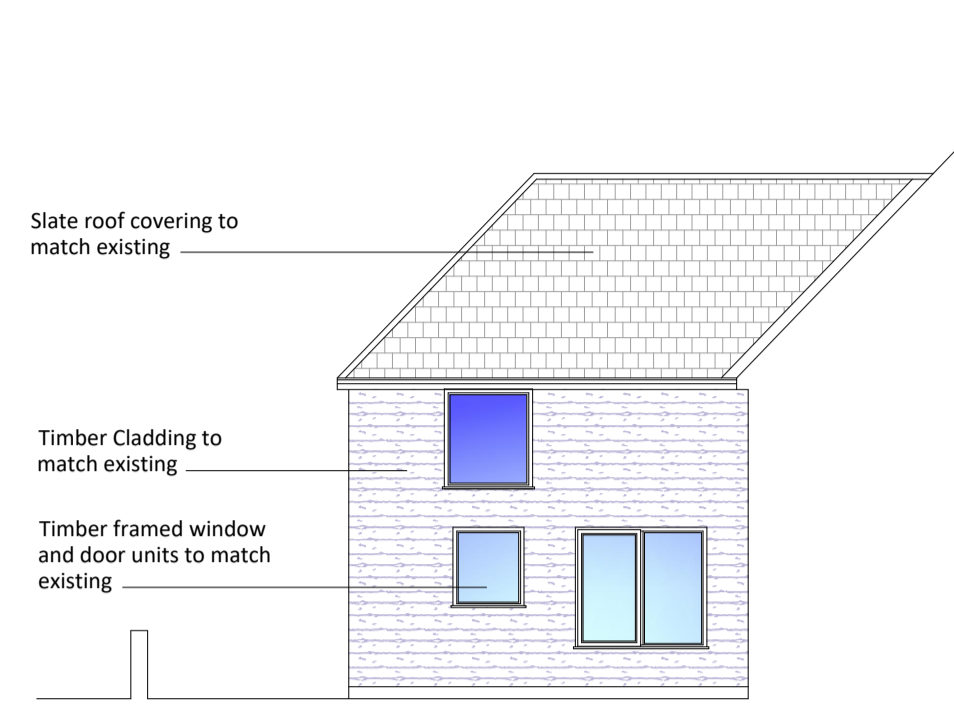 Slate roof covering to
match existing
Timber Cladding to
match existing
Timber framed window
and door units to match
existing